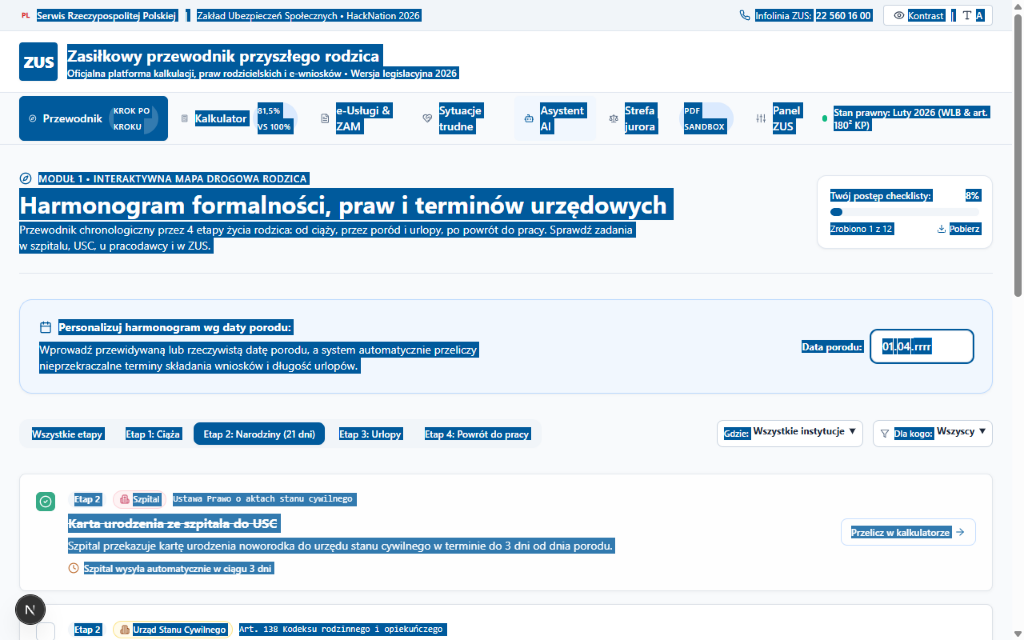 PL Serwis Rzeczypospolitej Polskiej | Zakład Ubezpieczeń Społecznych • HackNation 2026
Infolinia ZUS: 22 560 16 00
Kontrast | T A
ZUS
Zasiłkowy przewodnik przyszłego rodzica
Oficjalna platforma kalkulacji, praw rodzicielskich i e-wniosków • Wersja legislacyjna 2026
Przewodnik
KROK PO
KROKU
Kalkulator
81,5%
VS 100%
e-Usługi &
ZAM
Sytuacje
trudne
Asystent
AI
Strefa
jurora
PDF
SANDBOX
Panel
ZUS
Stan prawny: Luty 2026 (WLB & art.
180² KP)
MODUŁ 1 • INTERAKTYWNA MAPA DROGOWA RODZICA
Harmonogram formalności, praw i terminów urzędowych
Przewodnik chronologiczny przez 4 etapy życia rodzica: od ciąży, przez poród i urlopy, po powrót do pracy. Sprawdź zadania
w szpitalu, USC, u pracodawcy i w ZUS.
Twój postęp checklisty: 8%
Zrobiono 1 z 12
Pobierz
Personalizuj harmonogram wg daty porodu:
Wprowadź przewidywaną lub rzeczywistą datę porodu, a system automatycznie przeliczy
nieprzekraczalne terminy składania wniosków i długość urlopów.
Data porodu: 01.04.rrrr
Wszystkie etapy
Etap 1: Ciąża
Etap 2: Narodziny (21 dni)
Etap 3: Urlopy
Etap 4: Powrót do pracy
Gdzie: Wszystkie instytucje ▼
Dla kogo: Wszyscy ▼
Etap 2 Szpital Ustawa Prawo o aktach stanu cywilnego
Karta urodzenia ze szpitala do USC
Szpital przekazuje kartę urodzenia noworodka do urzędu stanu cywilnego w terminie do 3 dni od dnia porodu.
Szpital wysyła automatycznie w ciągu 3 dni
Przelicz w kalkulatorze →
N
Etap 2 Urząd Stanu Cywilnego Art. 138 Kodeksu rodzinnego i opiekuńczego